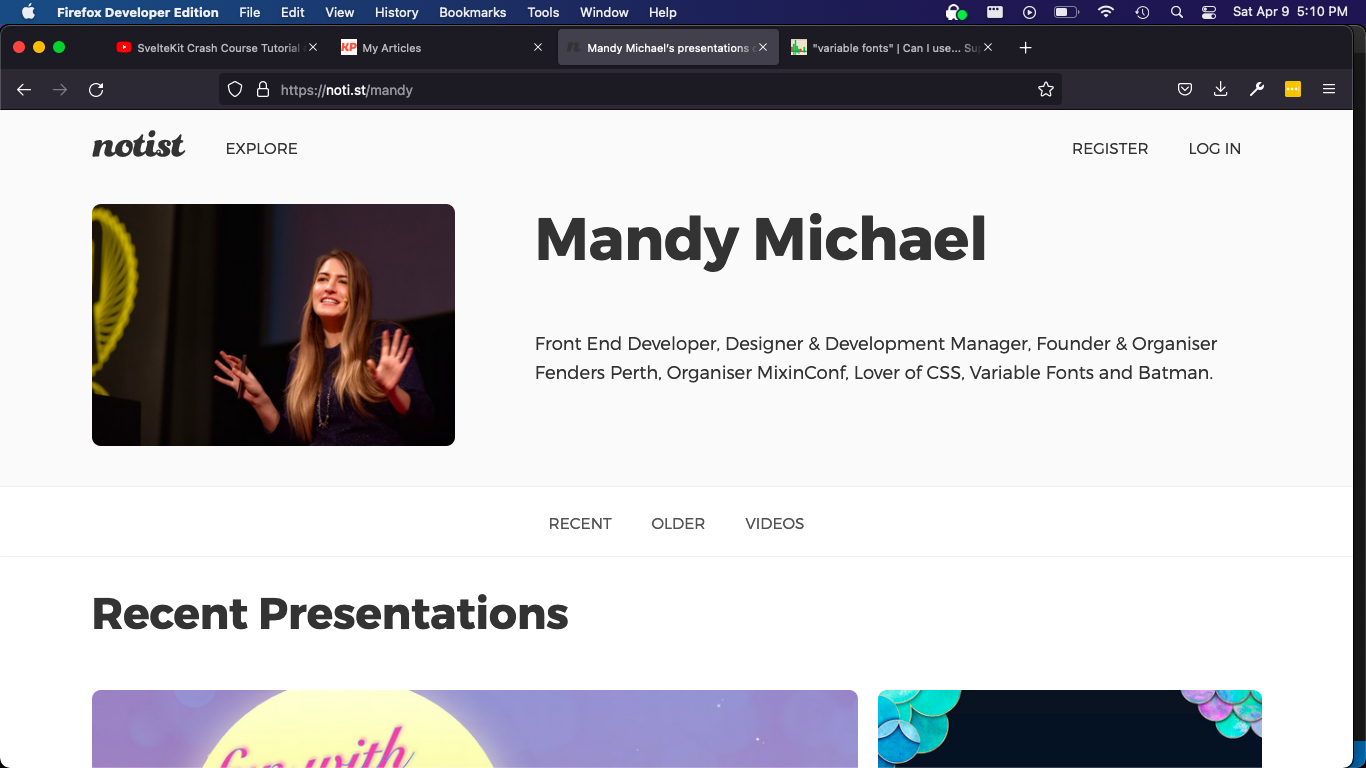 Firefox Developer Edition File Edit View History Bookmarks Tools Window Help Sat Apr 9 5:10 PM
SvelteKit Crash Course Tutorial My Articles Mandy Michael's presentations "variable fonts" | Can I use... Su
https://noti.st/mandy
notist EXPLORE REGISTER LOG IN
Mandy Michael
Front End Developer, Designer & Development Manager, Founder & Organiser
Fenders Perth, Organiser MixinConf, Lover of CSS, Variable Fonts and Batman.
RECENT OLDER VIDEOS
Recent Presentations
fun with